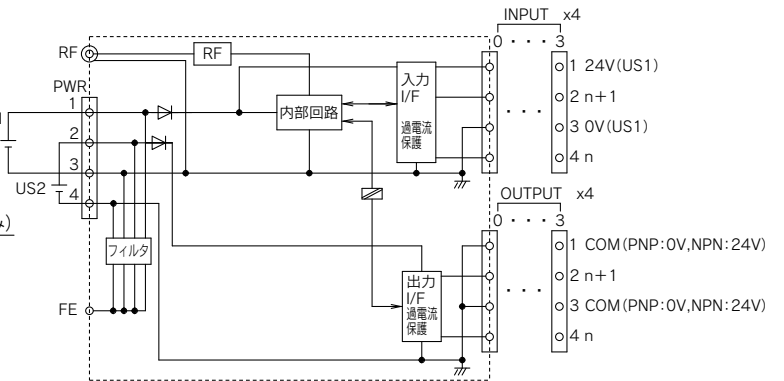 INPUT x4
0 ・・・ 3
RF
RF
1 24V(US1)
入力
I/F
過電流
保護
PWR
1
内部回路
2 n+1
・・・
2
3 0V(US1)
3
4 n
US2
4
OUTPUT x4
0 ・・・ 3
フィルタ
1 COM(PNP:0V,NPN:24V)
出力
I/F
過電流
保護
2 n+1
・・・
FE
3 COM(PNP:0V,NPN:24V)
4 n